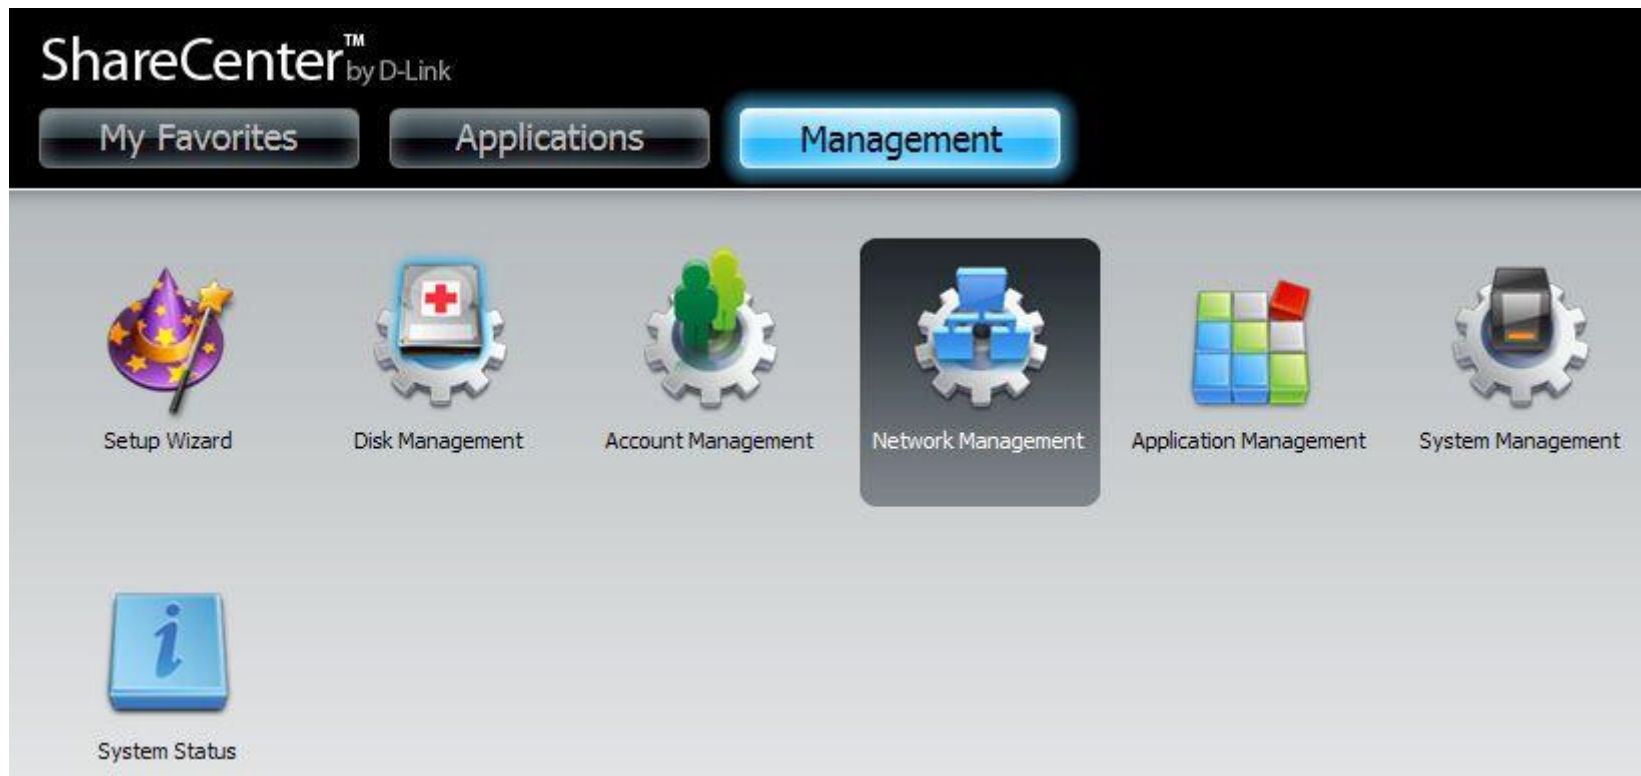 ShareCenter™ by D-Link
My Favorites Applications Management
Setup Wizard Disk Management Account Management Network Management Application Management System Management
System Status